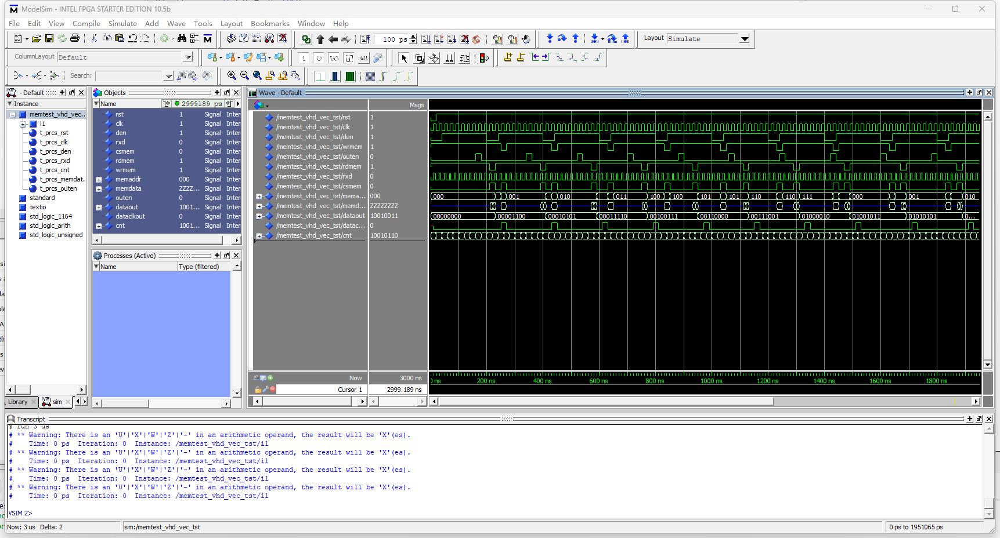 ModelSim - INTEL FPGA STARTER EDITION 10.5b
File Edit View Compile Simulate Add Wave Tools Layout Bookmarks Window Help
100 ps
Layout Simulate
ColumnLayout Default
Search:
- Default
Instance
memtest_vhd_vec..
i1
t_prcs_rst
t_prcs_clk
t_prcs_den
t_prcs_rxd
t_prcs_cnt
t_prcs_memdat..
t_prcs_outen
standard
textio
std_logic_1164
std_logic_arith
std_logic_unsigned
Library
sim
Objects
Name 2999189 ps
rst 1 Signal Inter
clk 1 Signal Inter
den 1 Signal Inter
rxd 0 Signal Inter
csmem 0 Signal Inter
rdmem 1 Signal Inter
wrmem 1 Signal Inter
memaddr 000 Signal Inter
memdata ZZZZ... Signal Inter
outen 0 Signal Inter
dataout 1001... Signal Inter
dataclkout 0 Signal Inter
cnt 1001... Signal Inter
Processes (Active)
Name Type (filtered)
Wave - Default
Msgs
/memtest_vhd_vec_tst/rst 1
/memtest_vhd_vec_tst/clk 1
/memtest_vhd_vec_tst/den 1
/memtest_vhd_vec_tst/wrmem 1
/memtest_vhd_vec_tst/outen 0
/memtest_vhd_vec_tst/rdmem 1
/memtest_vhd_vec_tst/rxd 0
/memtest_vhd_vec_tst/csmem 0
/memtest_vhd_vec_tst/mema... 000 000 001 010 011 100 100 101 101 110 110 111 000 001 010
/memtest_vhd_vec_tst/memd... ZZZZZZZZ
/memtest_vhd_vec_tst/dataout 10010011 00000000 00001100 00010101 00011110 00100111 00110000 00111001 01000010 01001011 01010101 0...
/memtest_vhd_vec_tst/datac... 0
/memtest_vhd_vec_tst/cnt 10010110
Now 3000 ns
Cursor 1 2999.189 ns
ns 200 ns 400 ns 600 ns 800 ns 1000 ns 1200 ns 1400 ns 1600 ns 1800 ns
Transcript
# run 3 us
# ** Warning: There is an 'U'|'X'|'W'|'Z'|'-' in an arithmetic operand, the result will be 'X'(es).
#    Time: 0 ps  Iteration: 0  Instance: /memtest_vhd_vec_tst/i1
# ** Warning: There is an 'U'|'X'|'W'|'Z'|'-' in an arithmetic operand, the result will be 'X'(es).
#    Time: 0 ps  Iteration: 0  Instance: /memtest_vhd_vec_tst/i1
# ** Warning: There is an 'U'|'X'|'W'|'Z'|'-' in an arithmetic operand, the result will be 'X'(es).
#    Time: 0 ps  Iteration: 0  Instance: /memtest_vhd_vec_tst/i1
# ** Warning: There is an 'U'|'X'|'W'|'Z'|'-' in an arithmetic operand, the result will be 'X'(es).
#    Time: 0 ps  Iteration: 0  Instance: /memtest_vhd_vec_tst/i1
VSIM 2>
Now: 3 us  Delta: 2
sim:/memtest_vhd_vec_tst
0 ps to 1951065 ps